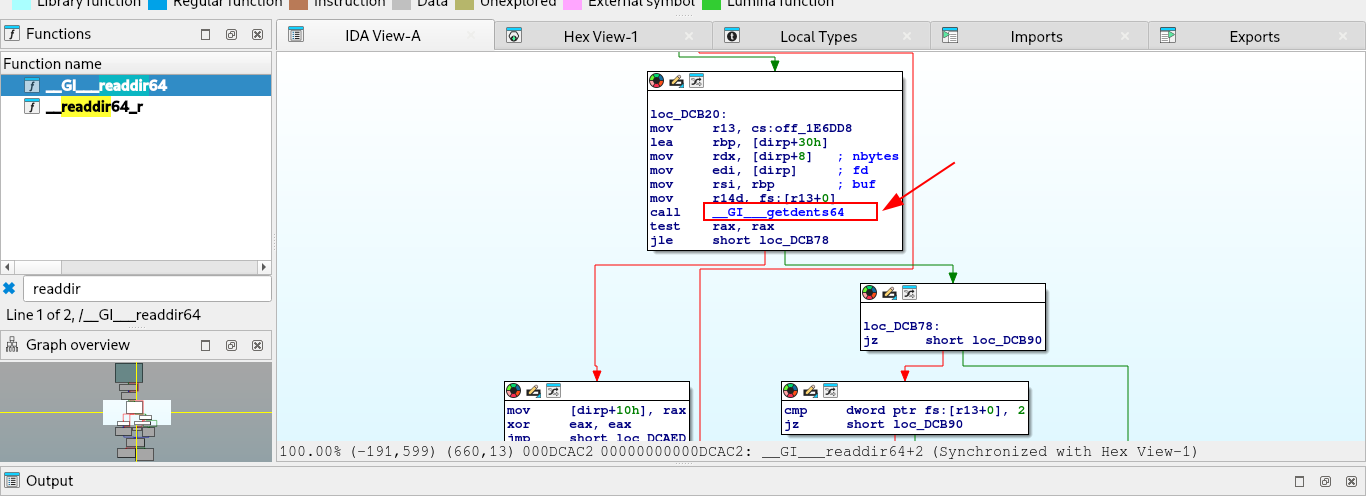 Library function Regular function Instruction Data Unexplored External symbol Lumina function
Functions
Function name
f __GI___readdir64
f __readdir64_r
readdir
Line 1 of 2, /__GI___readdir64
Graph overview
IDA View-A Hex View-1 Local Types Imports Exports
loc_DCB20:
mov r13, cs:off_1E6DD8
lea rbp, [dirp+30h]
mov rdx, [dirp+8] ; nbytes
mov edi, [dirp] ; fd
mov rsi, rbp ; buf
mov r14d, fs:[r13+0]
call __GI___getdents64
test rax, rax
jle short loc_DCB78
loc_DCB78:
jz short loc_DCB90
mov [dirp+10h], rax
xor eax, eax
jmp short loc_DCAED
cmp dword ptr fs:[r13+0], 2
jz short loc_DCB90
100.00% (-191,599) (660,13) 000DCAC2 00000000000DCAC2: __GI___readdir64+2 (Synchronized with Hex View-1)
Output